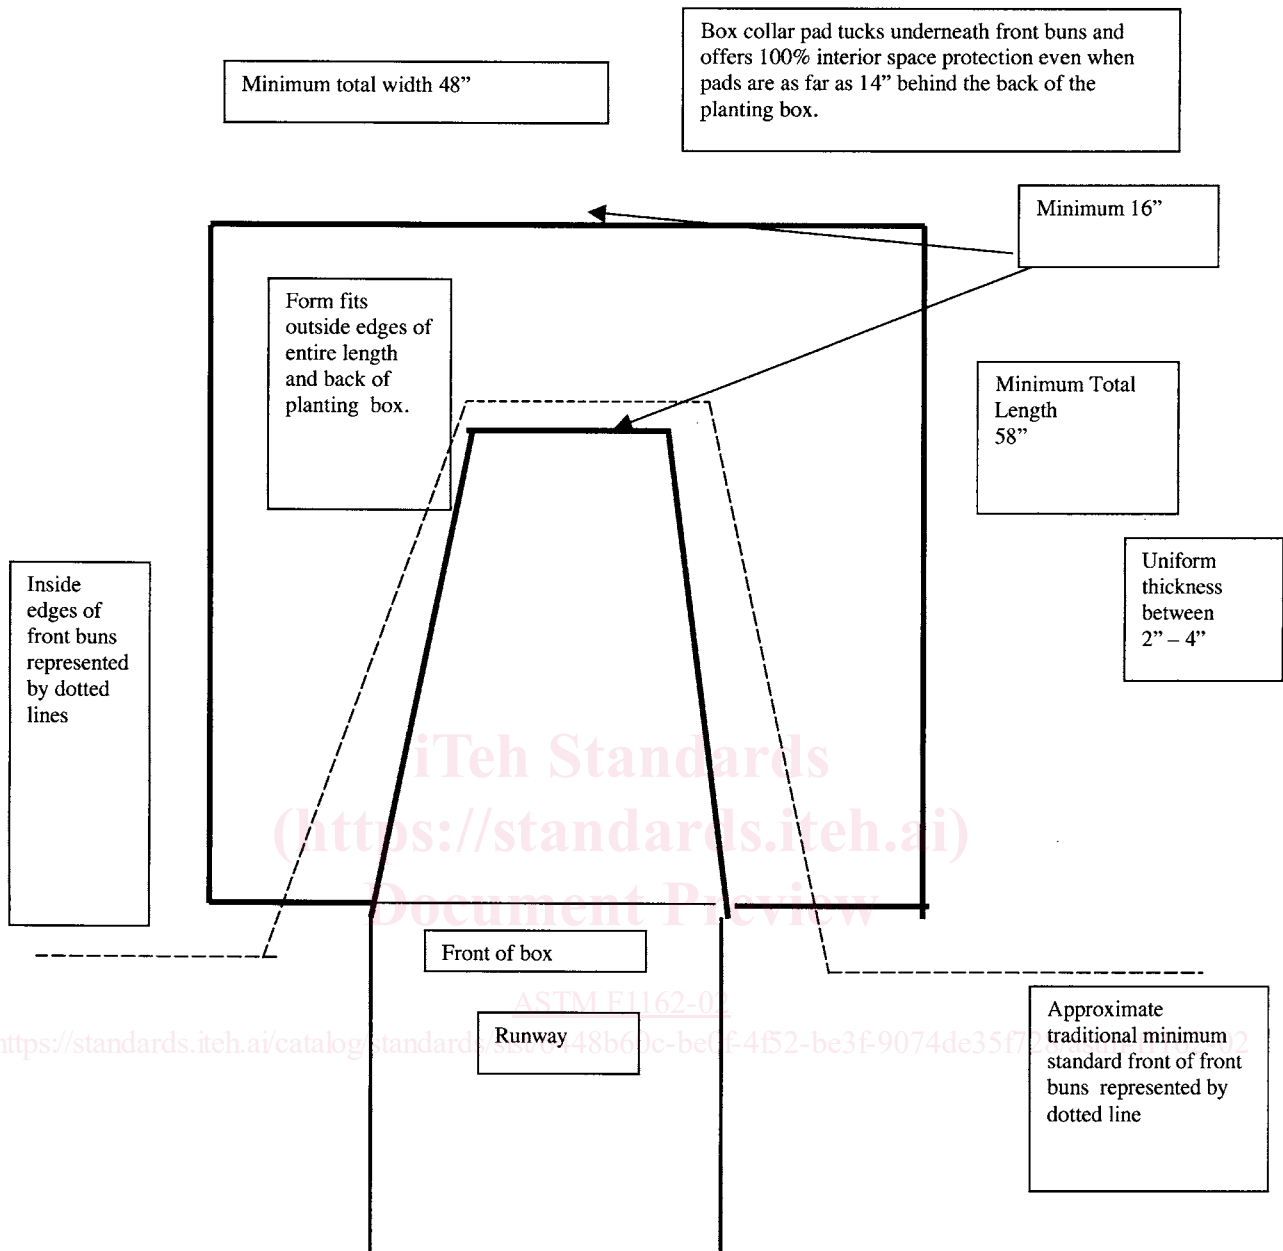 Box collar pad tucks underneath front buns and
offers 100% interior space protection even when
pads are as far as 14” behind the back of the
planting box.
Minimum total width 48”
Minimum 16”
Form fits
outside edges of
entire length
and back of
planting box.
Minimum Total
Length
58”
Uniform
thickness
between
2” – 4”
Inside
edges of
front buns
represented
by dotted
lines
iTeh Standards
(https://standards.iteh.ai)
Document Preview
Front of box
ASTM F1162-02
Runway
Approximate
traditional minimum
standard front of front
buns represented by
dotted line